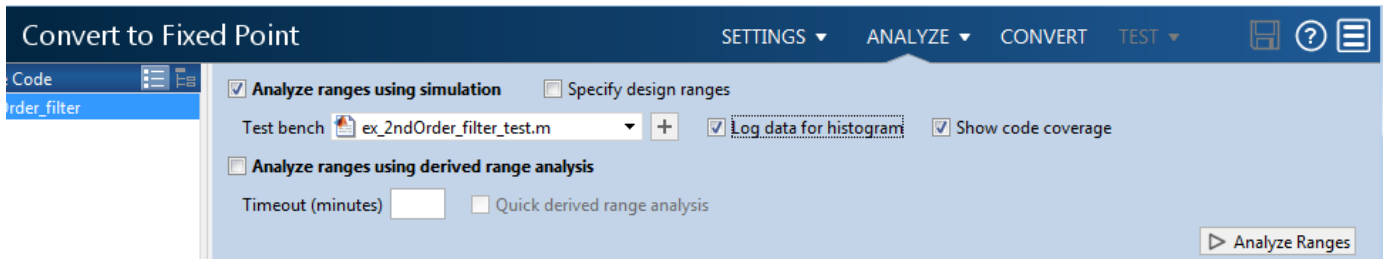 Convert to Fixed Point SETTINGS ANALYZE CONVERT TEST
Code
Analyze ranges using simulation Specify design ranges
rder_filter
Test bench ex_2ndOrder_filter_test.m Log data for histogram Show code coverage
Analyze ranges using derived range analysis
Timeout (minutes) Quick derived range analysis
Analyze Ranges